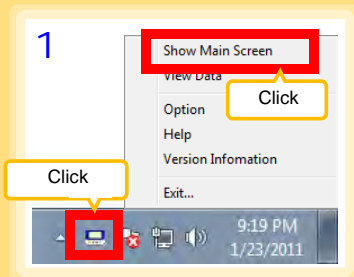 1
Show Main Screen
View Data
Click
Option
Help
Version Infomation
Click
Exit...
9:19 PM
1/23/2011